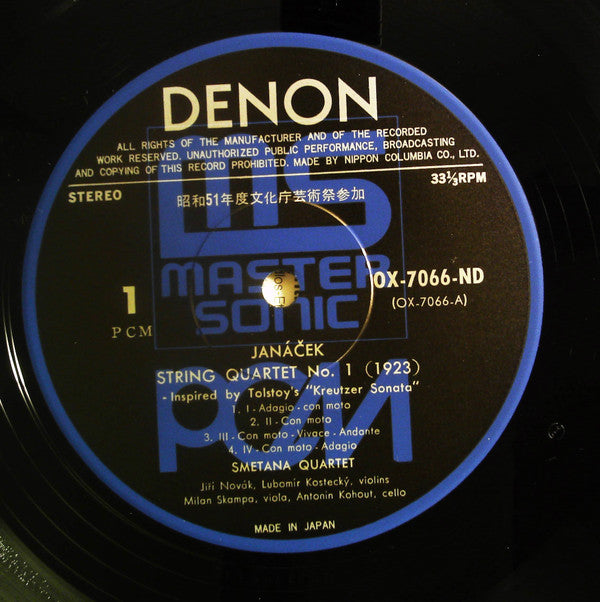 DENON
ALL RIGHTS OF THE MANUFACTURER AND OF THE RECORDED
WORK RESERVED. UNAUTHORIZED PUBLIC PERFORMANCE, BROADCASTING
AND COPYING OF THIS RECORD PROHIBITED. MADE BY NIPPON COLUMBIA CO., LTD.
STEREO
33⅓RPM
昭和51年度文化庁芸術祭参加
MS
MASTER
SONIC
OX-7066-ND
(OX-7066-A)
1
PCM
JANÁČEK
STRING QUARTET No. 1 (1923)
- Inspired by Tolstoy's "Kreutzer Sonata"
1. I - Adagio - con moto
2. II - Con moto
3. III - Con moto - Vivace - Andante
4. IV - Con moto - Adagio
PCM
SMETANA QUARTET
Jiří Novák, Lubomír Kostecký, violins
Milan Skampa, viola, Antonin Kohout, cello
MADE IN JAPAN